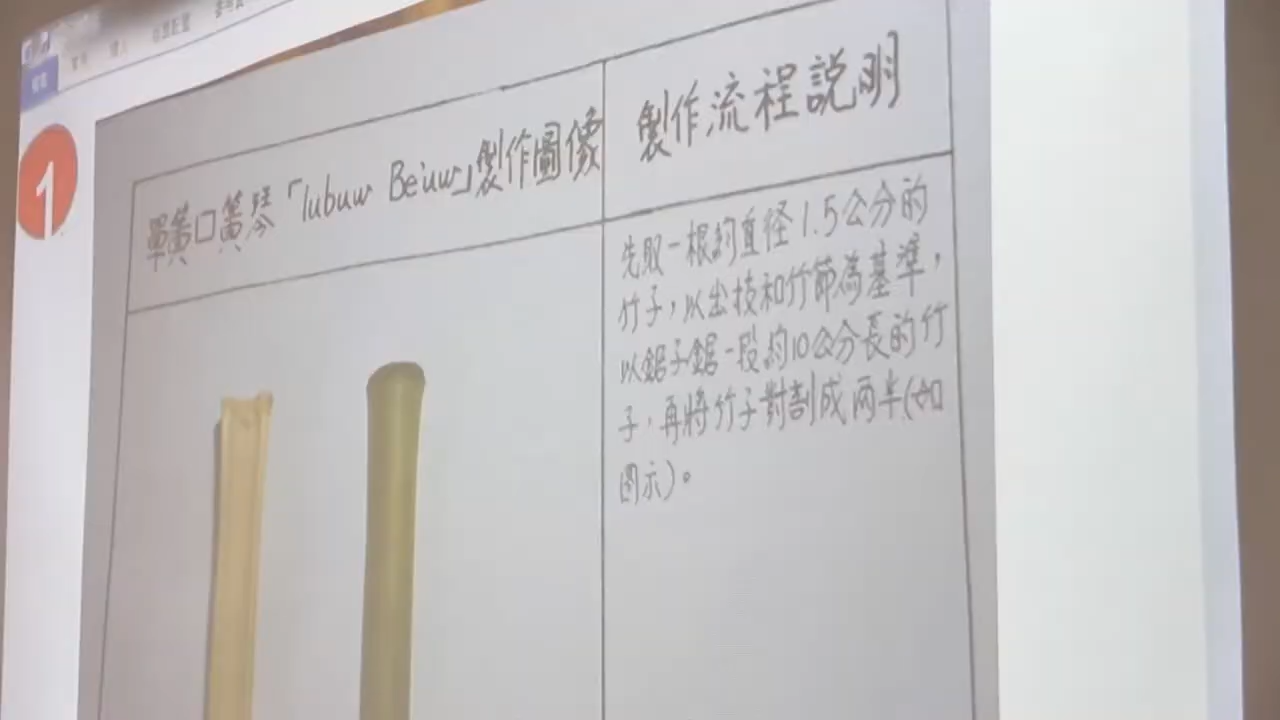 1
單簧口簧琴「lubuw Be'uw」製作圖像
製作流程說明
先取一根約直徑1.5公分的
竹子，以出枝和竹節為基準，
以鋸子鋸一段約10公分長的竹
子，再將竹子對剖成兩半(如
圖示)。